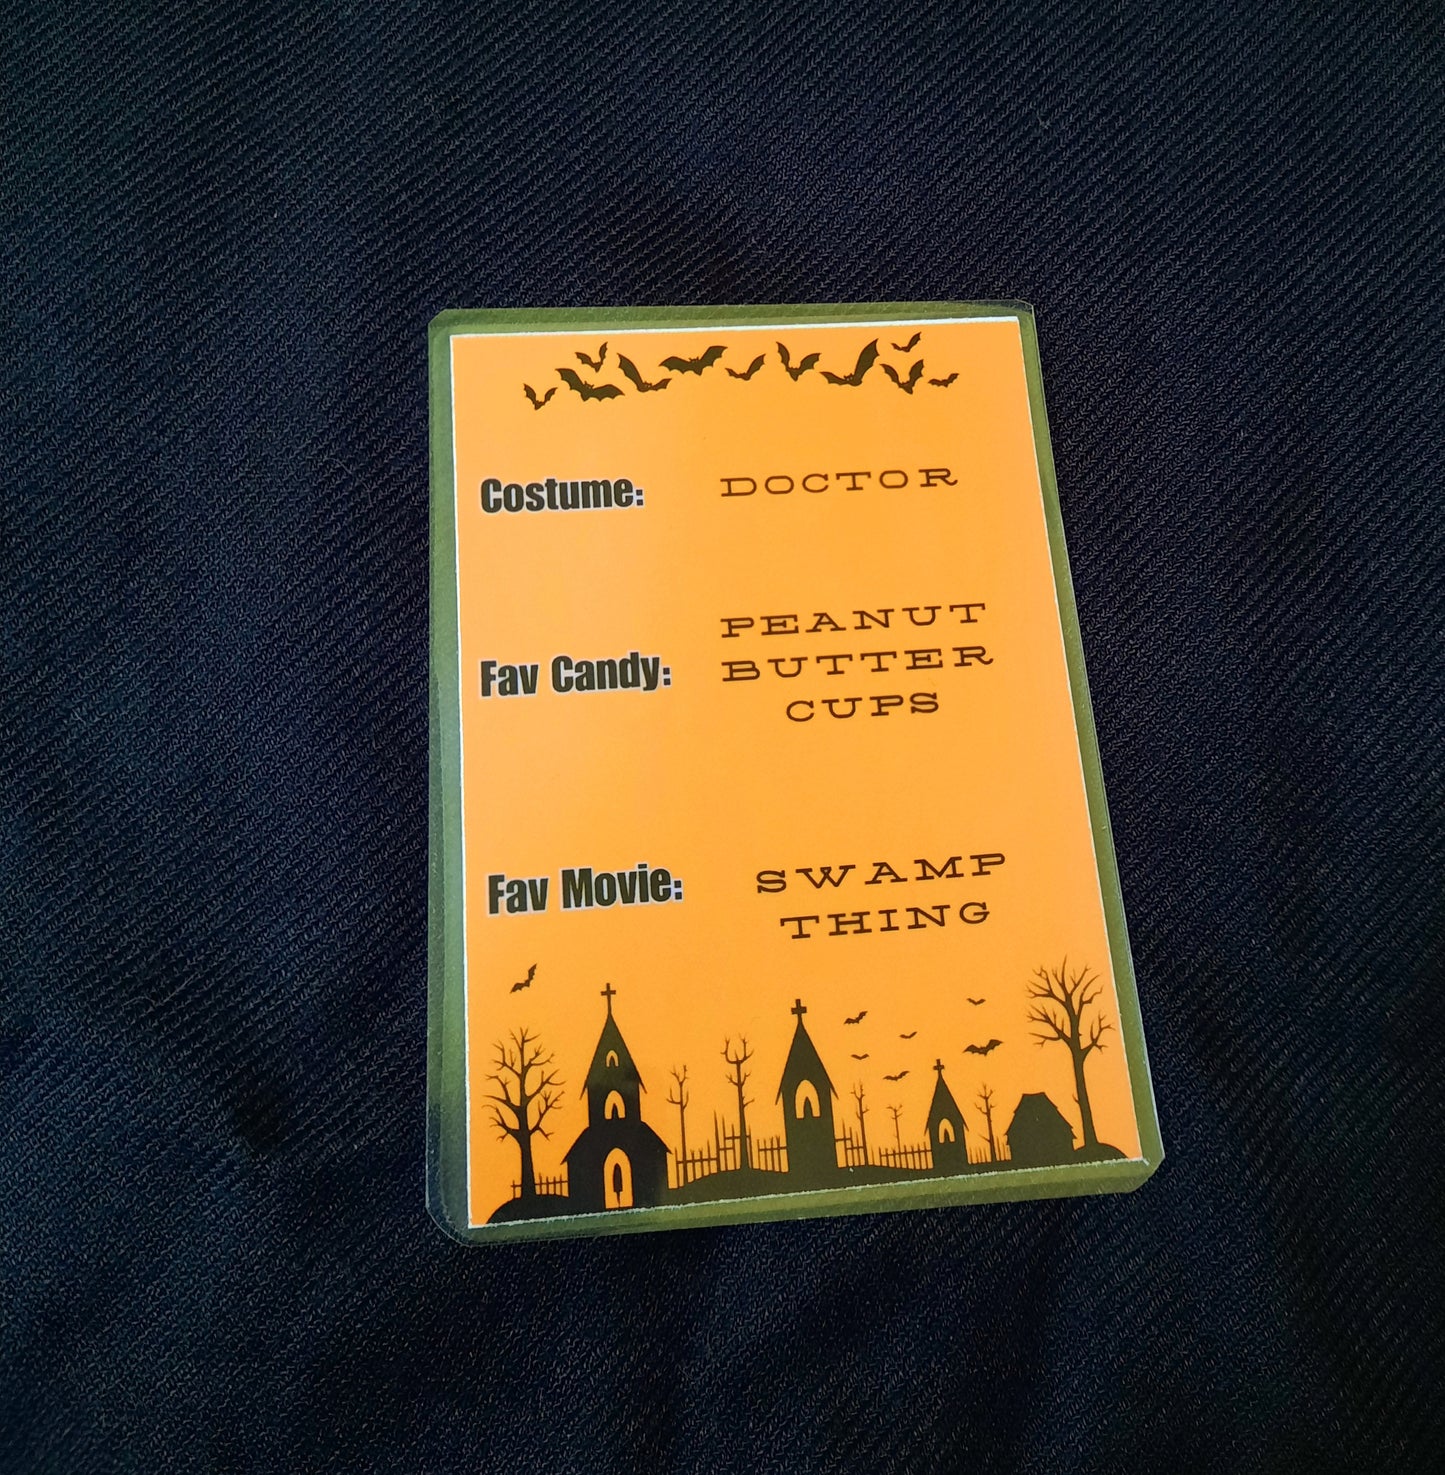 Costume: DOCTOR
Fav Candy: PEANUT
BUTTER
CUPS
Fav Movie: SWAMP
THING